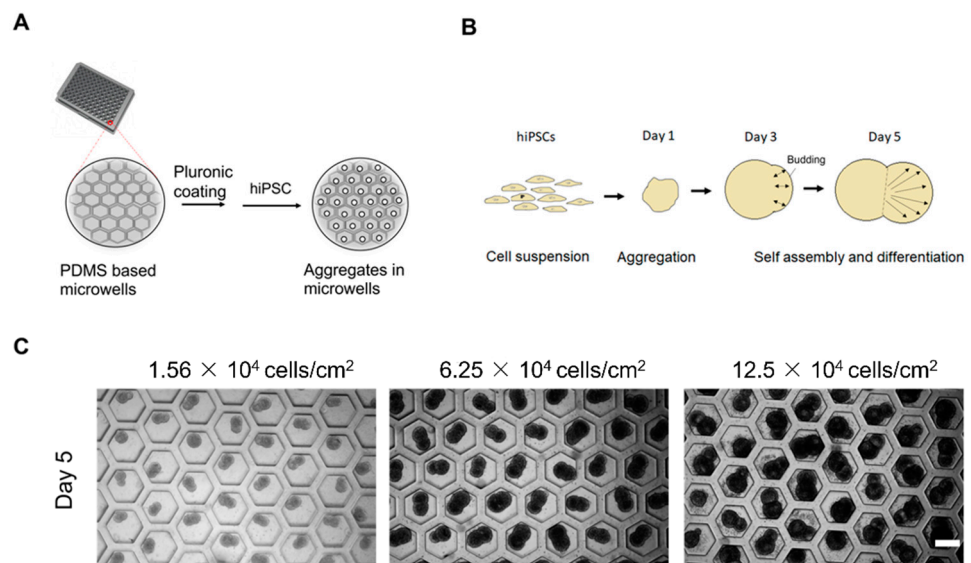 A
Pluronic
coating
hiPSC
PDMS based
microwells
Aggregates in
microwells
B
hiPSCs
Day 1
Day 3
Day 5
Budding
Cell suspension
Aggregation
Self assembly and differentiation
C
1.56 × 10⁴ cells/cm²
6.25 × 10⁴ cells/cm²
12.5 × 10⁴ cells/cm²
Day 5